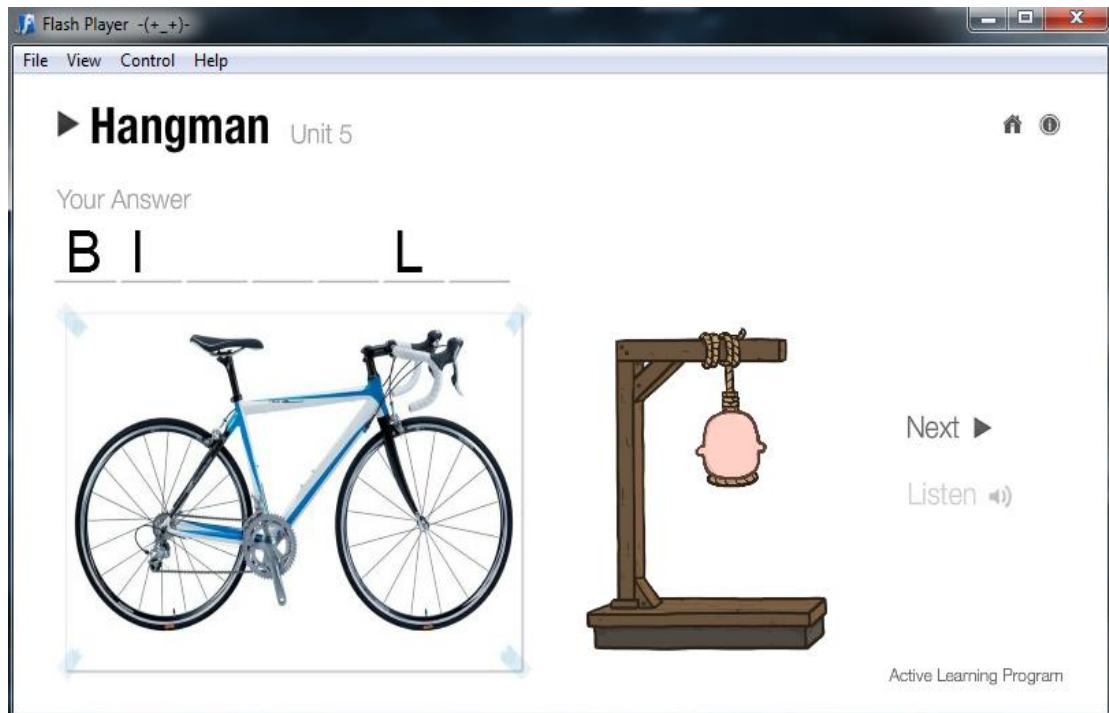 Flash Player -(+_+)-
File View Control Help
Hangman Unit 5
Your Answer
B I _ _ _ L _
Next
Listen
Active Learning Program